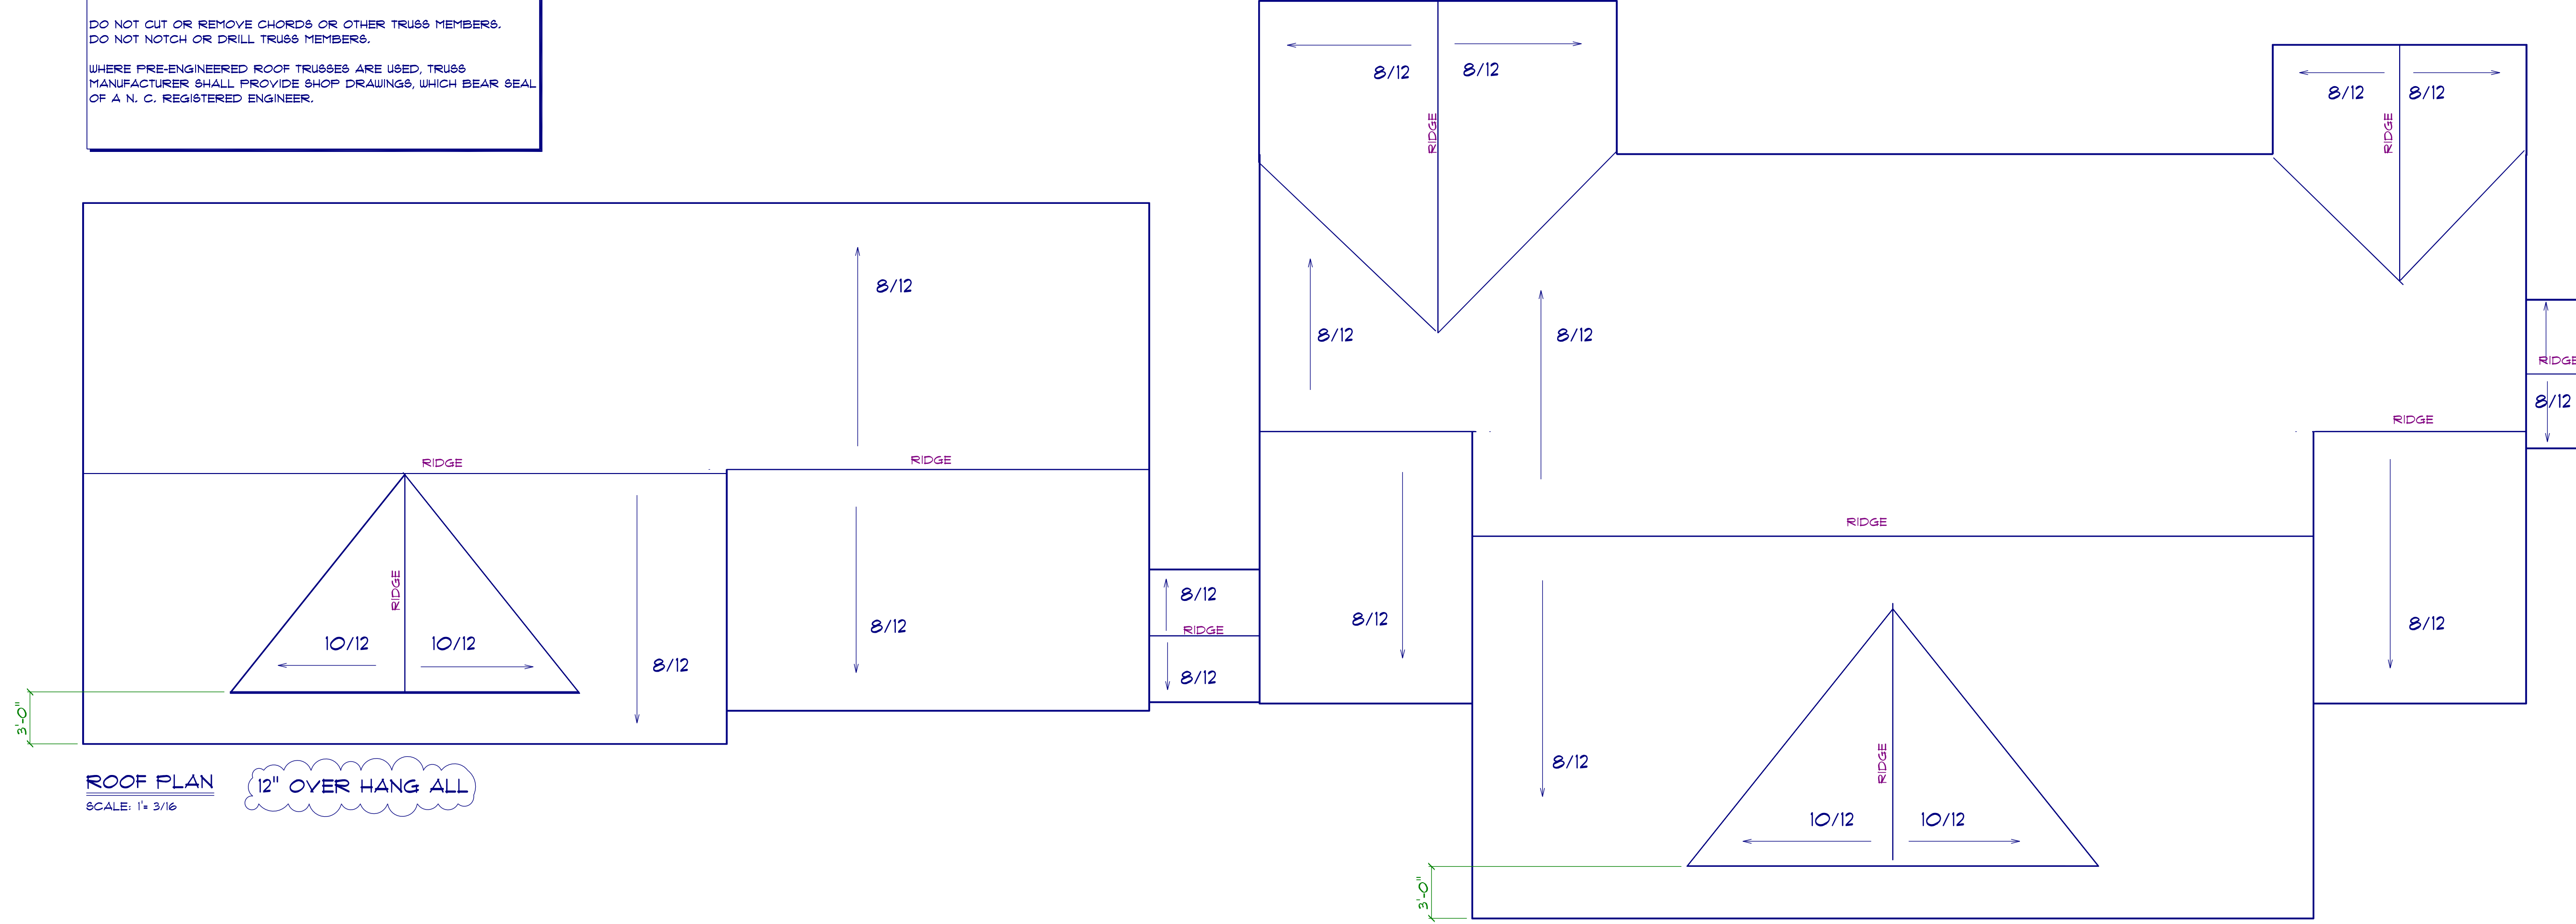 DO NOT CUT OR REMOVE CHORDS OR OTHER TRUSS MEMBERS.
DO NOT NOTCH OR DRILL TRUSS MEMBERS.
WHERE PRE-ENGINEERED ROOF TRUSSES ARE USED, TRUSS
MANUFACTURER SHALL PROVIDE SHOP DRAWINGS, WHICH BEAR SEAL
OF A N. C. REGISTERED ENGINEER.
8/12
RIDGE
RIDGE
8/12
RIDGE
10/12
10/12
8/12
3'-0"
ROOF PLAN
SCALE: 1'= 3/16
12" OVER HANG ALL
8/12
RIDGE
8/12
8/12
8/12
RIDGE
8/12
8/12
8/12
8/12
RIDGE
8/12
RIDGE
10/12
10/12
3'-0"
8/12
8/12
RIDGE
RIDGE
8/12
RIDGE
8/12